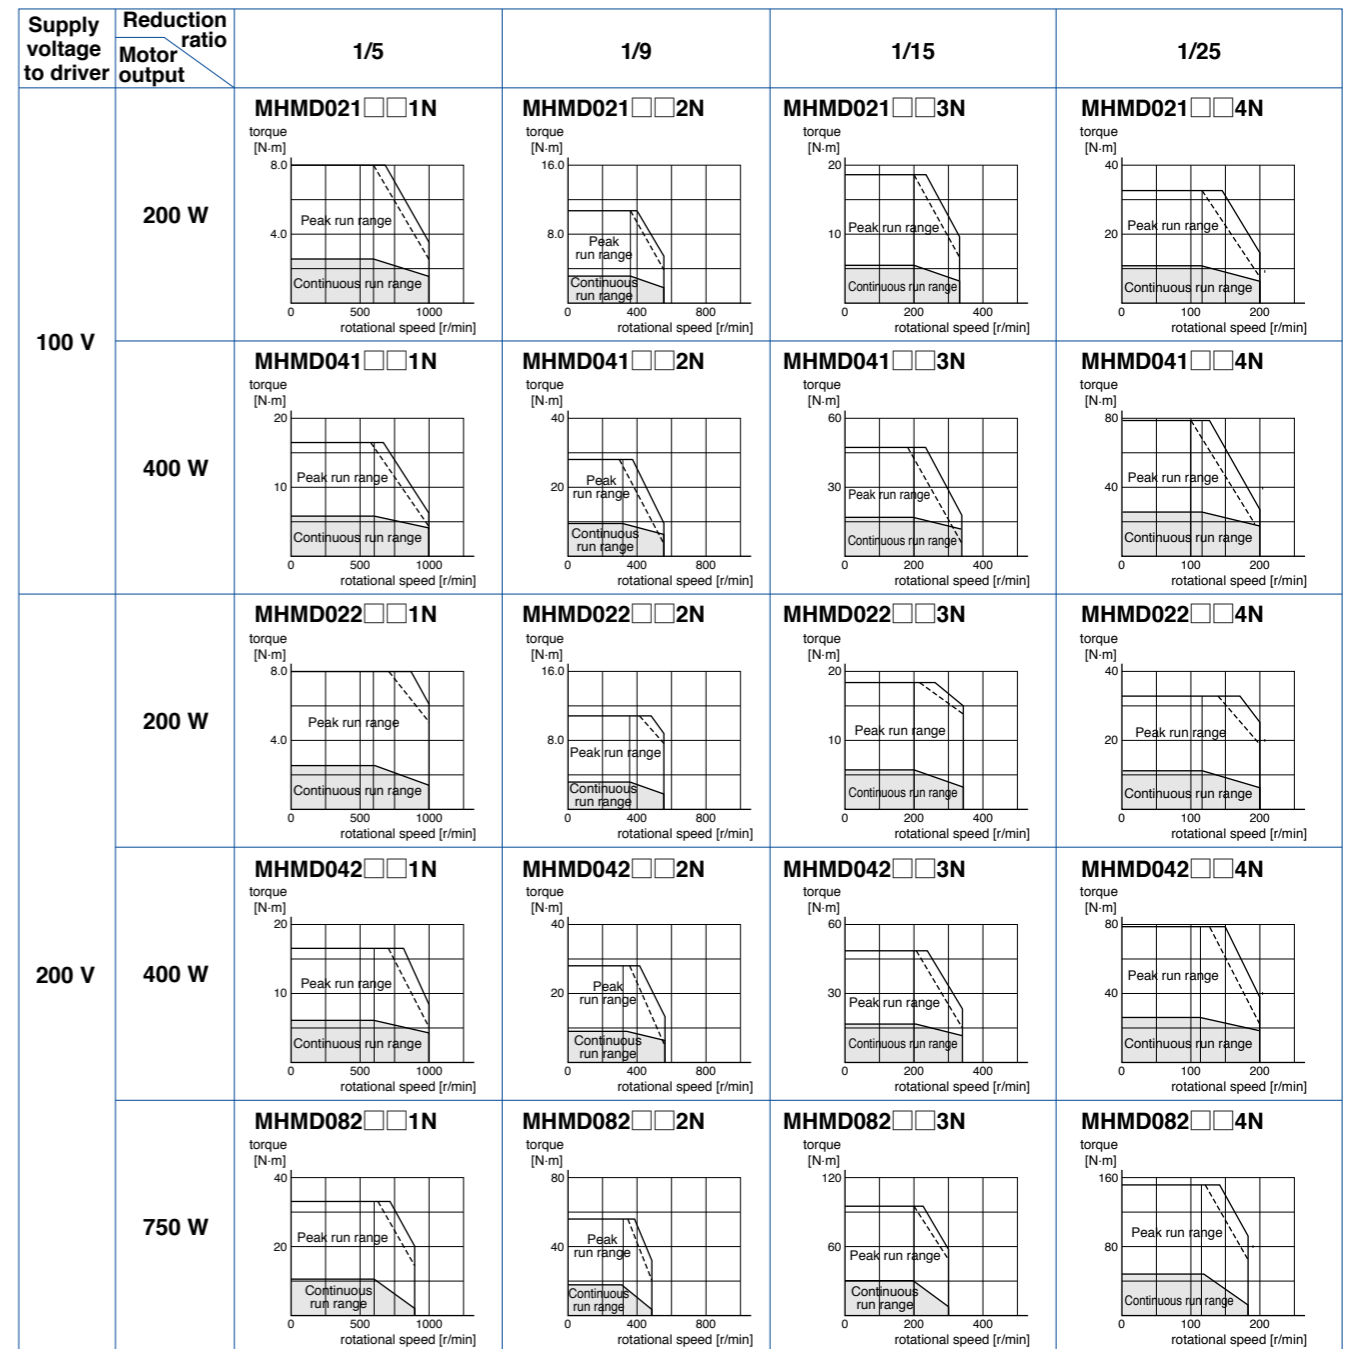 Supply voltage to driver
Reduction ratio
Motor output
1/5
1/9
1/15
1/25
100 V
200 W
MHMD021□□1N
torque
[N·m]
8.0
4.0
Peak run range
Continuous run range
0 500 1000
rotational speed [r/min]
MHMD021□□2N
torque
[N·m]
16.0
8.0
Peak
run range
Continuous
run range
0 400 800
rotational speed [r/min]
MHMD021□□3N
torque
[N·m]
20
10
Peak run range
Continuous run range
0 200 400
rotational speed [r/min]
MHMD021□□4N
torque
[N·m]
40
20
Peak run range
Continuous run range
0 100 200
rotational speed [r/min]
400 W
MHMD041□□1N
torque
[N·m]
20
10
Peak run range
Continuous run range
0 500 1000
rotational speed [r/min]
MHMD041□□2N
torque
[N·m]
40
20
Peak
run range
Continuous
run range
0 400 800
rotational speed [r/min]
MHMD041□□3N
torque
[N·m]
60
30
Peak run range
Continuous run range
0 200 400
rotational speed [r/min]
MHMD041□□4N
torque
[N·m]
80
40
Peak run range
Continuous run range
0 100 200
rotational speed [r/min]
200 V
200 W
MHMD022□□1N
torque
[N·m]
8.0
4.0
Peak run range
Continuous run range
0 500 1000
rotational speed [r/min]
MHMD022□□2N
torque
[N·m]
16.0
8.0
Peak run range
Continuous
run range
0 400 800
rotational speed [r/min]
MHMD022□□3N
torque
[N·m]
20
10
Peak run range
Continuous run range
0 200 400
rotational speed [r/min]
MHMD022□□4N
torque
[N·m]
40
20
Peak run range
Continuous run range
0 100 200
rotational speed [r/min]
400 W
MHMD042□□1N
torque
[N·m]
20
10
Peak run range
Continuous run range
0 500 1000
rotational speed [r/min]
MHMD042□□2N
torque
[N·m]
40
20
Peak
run range
Continuous
run range
0 400 800
rotational speed [r/min]
MHMD042□□3N
torque
[N·m]
60
30
Peak run range
Continuous run range
0 200 400
rotational speed [r/min]
MHMD042□□4N
torque
[N·m]
80
40
Peak run range
Continuous run range
0 100 200
rotational speed [r/min]
750 W
MHMD082□□1N
torque
[N·m]
40
20
Peak run range
Continuous
run range
0 500 1000
rotational speed [r/min]
MHMD082□□2N
torque
[N·m]
80
40
Peak
run range
Continuous
run range
0 400 800
rotational speed [r/min]
MHMD082□□3N
torque
[N·m]
120
60
Peak run range
Continuous
run range
0 200 400
rotational speed [r/min]
MHMD082□□4N
torque
[N·m]
160
80
Peak run range
Continuous run range
0 100 200
rotational speed [r/min]